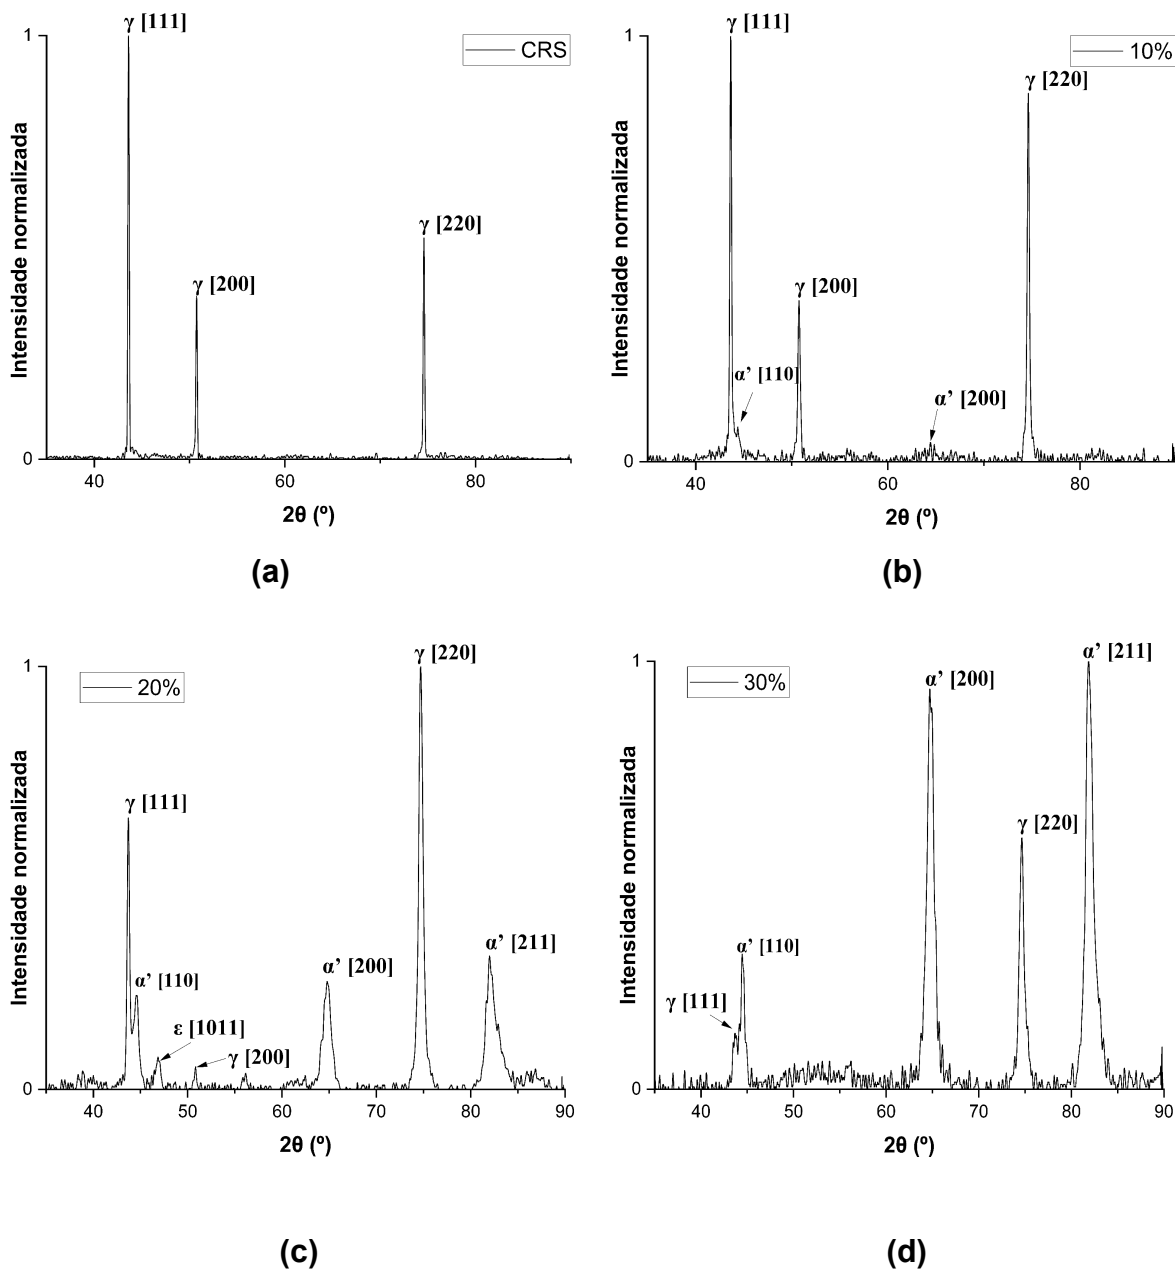 γ [111]
1
CRS
γ [220]
γ [200]
Intensidade normalizada
0
40
60
80
2θ (º)
(a)
γ [111]
1
10%
γ [220]
γ [200]
α’ [110]
α’ [200]
Intensidade normalizada
0
40
60
80
2θ (º)
(b)
γ [220]
1
20%
γ [111]
α’ [211]
α’ [200]
α’ [110]
ε [1011]
γ [200]
Intensidade normalizada
0
40
50
60
70
80
90
2θ (º)
(c)
α’ [211]
1
30%
α’ [200]
γ [220]
α’ [110]
γ [111]
Intensidade normalizada
0
40
50
60
70
80
90
2θ (º)
(d)